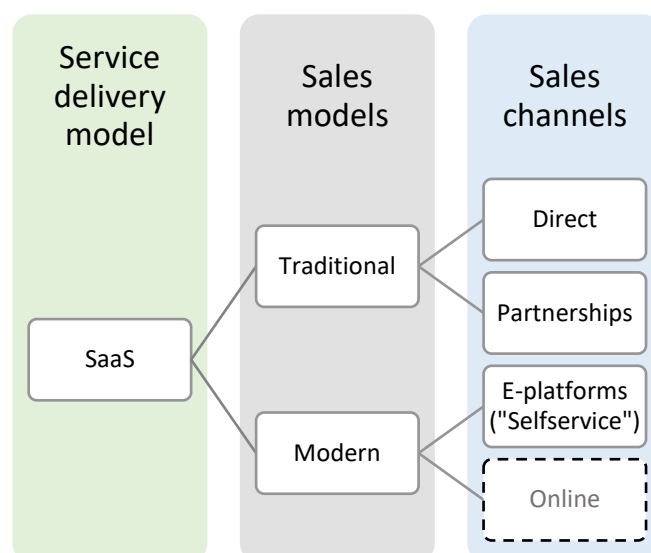 Service
delivery
model
Sales
models
Sales
channels
SaaS
Traditional
Modern
Direct
Partnerships
E-platforms
("Selfservice")
Online